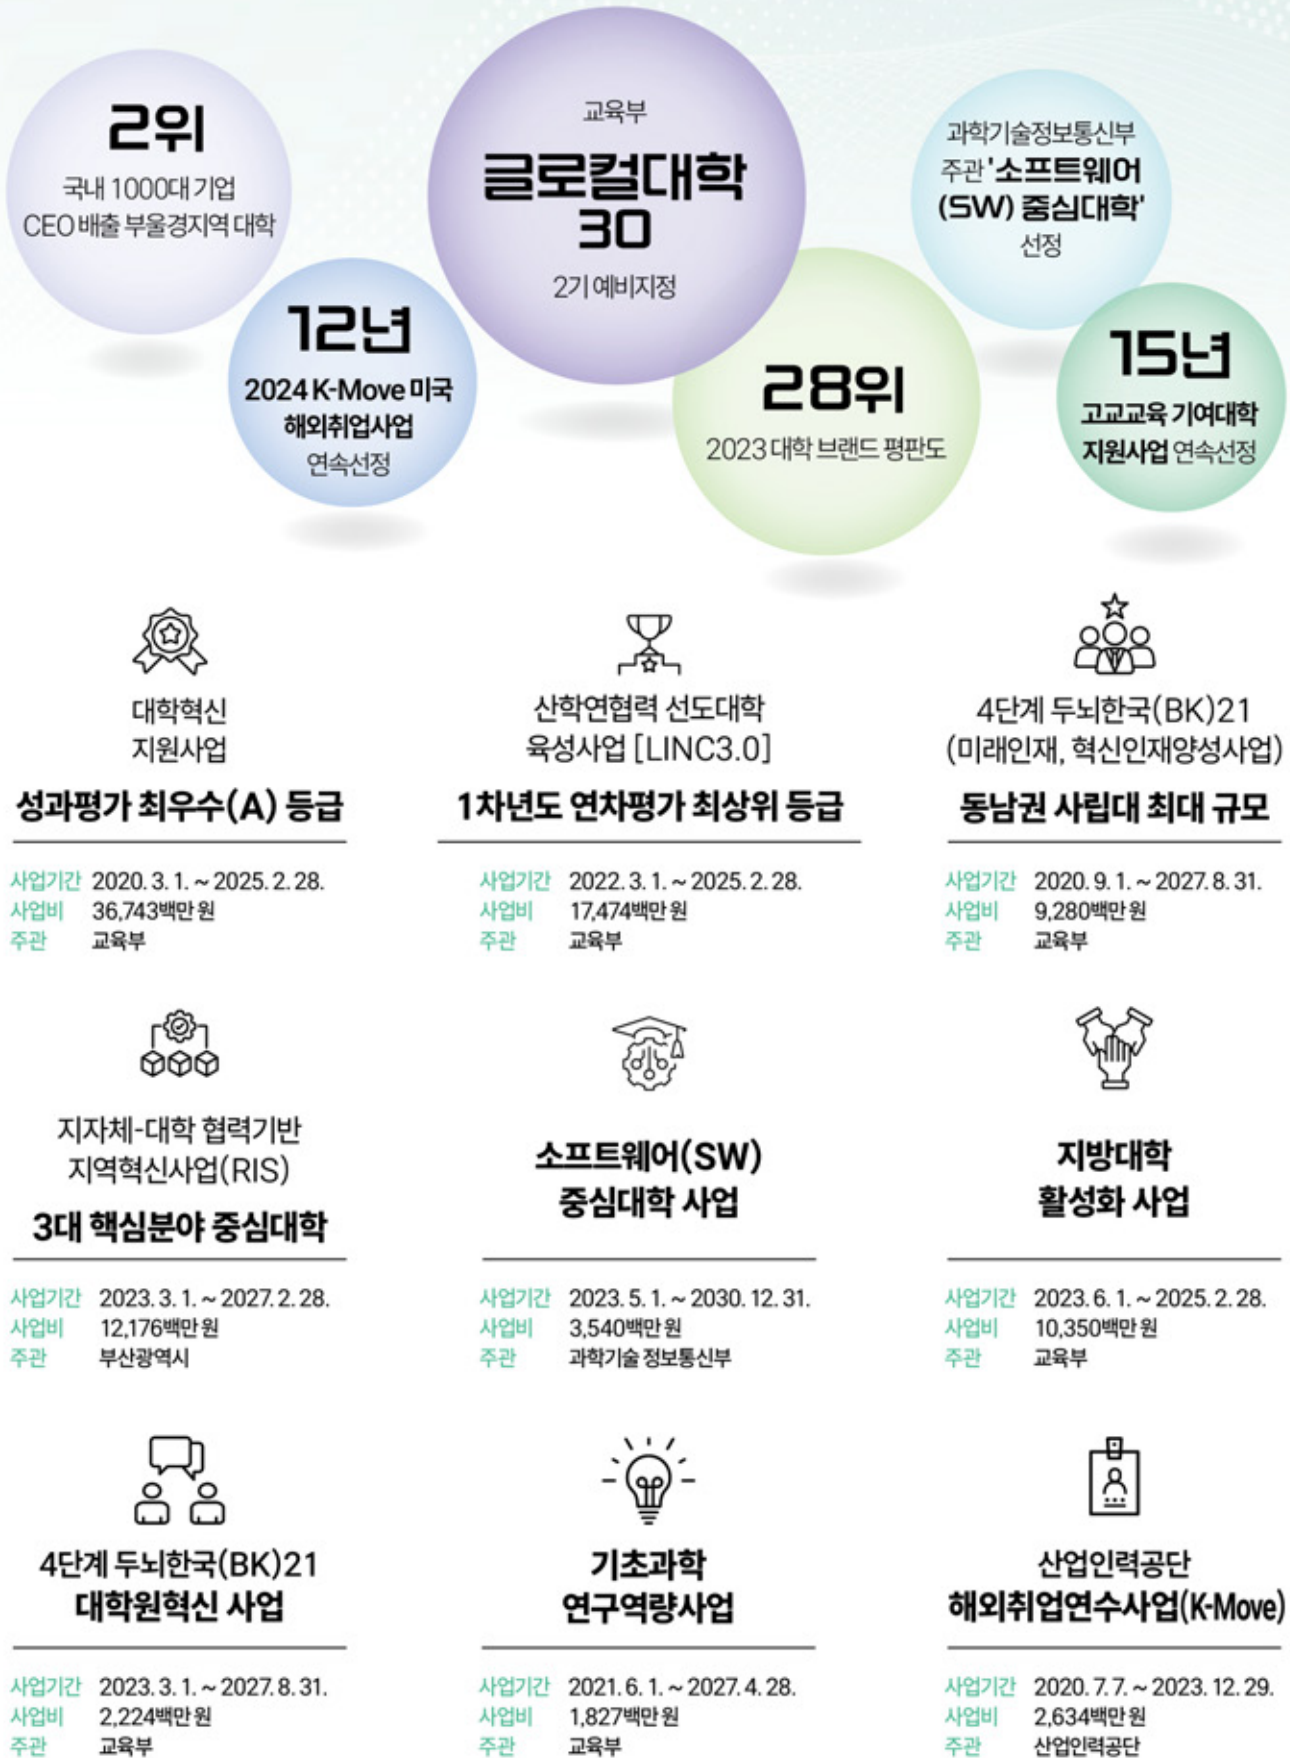 2위
국내 1000대 기업
CEO 배출 부울경지역 대학
12년
2024 K-Move 미국
해외취업사업
연속선정
교육부
글로컬대학
30
2기 예비지정
28위
2023 대학 브랜드 평판도
과학기술정보통신부
주관 '소프트웨어
(SW) 중심대학'
선정
15년
고교교육 기여대학
지원사업 연속선정
대학혁신
지원사업
성과평가 최우수(A) 등급
사업기간 2020. 3. 1. ~ 2025. 2. 28.
사업비 36,743백만 원
주관 교육부
산학연협력 선도대학
육성사업 [LINC3.0]
1차년도 연차평가 최상위 등급
사업기간 2022. 3. 1. ~ 2025. 2. 28.
사업비 17,474백만 원
주관 교육부
4단계 두뇌한국(BK)21
(미래인재, 혁신인재양성사업)
동남권 사립대 최대 규모
사업기간 2020. 9. 1. ~ 2027. 8. 31.
사업비 9,280백만 원
주관 교육부
지자체-대학 협력기반
지역혁신사업(RIS)
3대 핵심분야 중심대학
사업기간 2023. 3. 1. ~ 2027. 2. 28.
사업비 12,176백만 원
주관 부산광역시
소프트웨어(SW)
중심대학 사업
사업기간 2023. 5. 1. ~ 2030. 12. 31.
사업비 3,540백만 원
주관 과학기술 정보통신부
지방대학
활성화 사업
사업기간 2023. 6. 1. ~ 2025. 2. 28.
사업비 10,350백만 원
주관 교육부
4단계 두뇌한국(BK)21
대학원혁신 사업
사업기간 2023. 3. 1. ~ 2027. 8. 31.
사업비 2,224백만 원
주관 교육부
기초과학
연구역량사업
사업기간 2021. 6. 1. ~ 2027. 4. 28.
사업비 1,827백만 원
주관 교육부
산업인력공단
해외취업연수사업(K-Move)
사업기간 2020. 7. 7. ~ 2023. 12. 29.
사업비 2,634백만 원
주관 산업인력공단